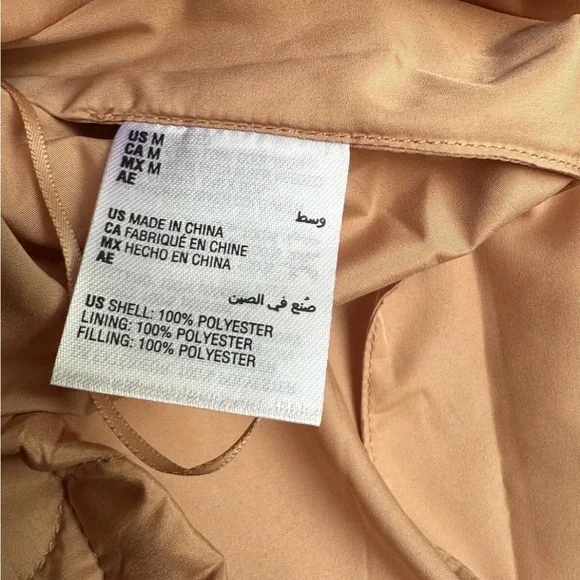 US M
CA M
MX M
AE
وسط
US MADE IN CHINA
CA FABRIQUÉ EN CHINE
MX HECHO EN CHINA
AE
صُنع في الصين
US SHELL: 100% POLYESTER
LINING: 100% POLYESTER
FILLING: 100% POLYESTER